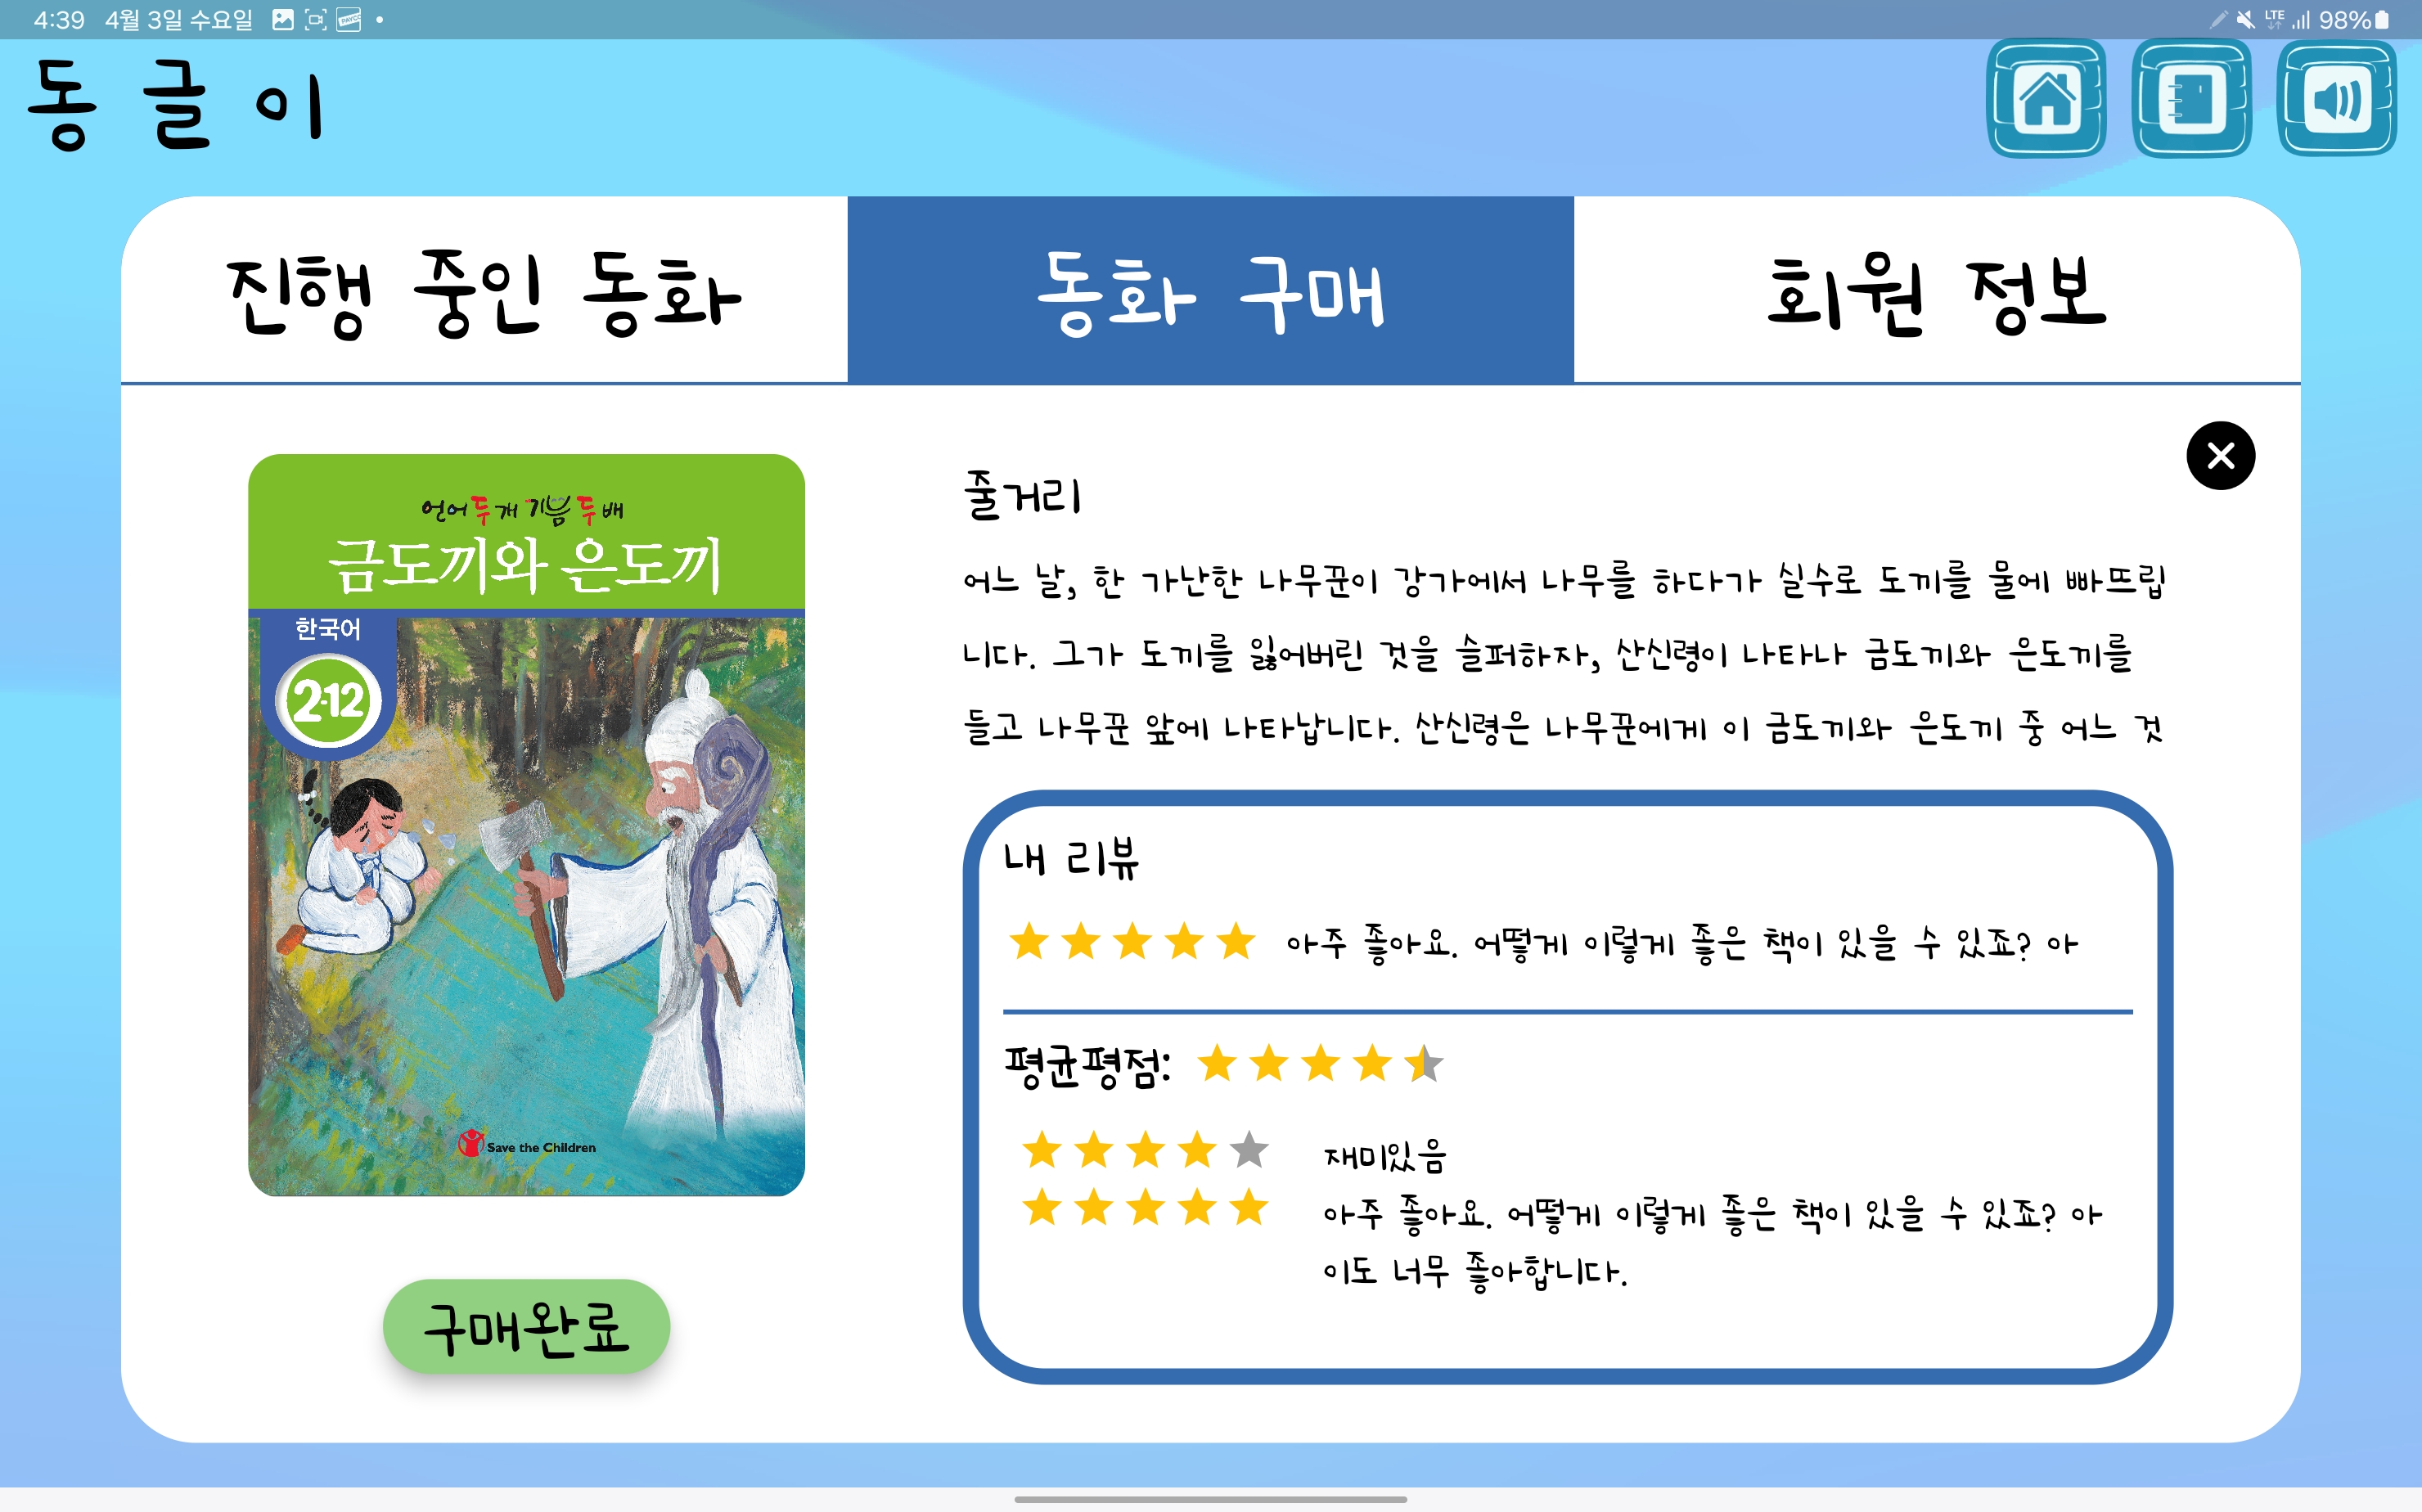 4:39 4월 3일 수요일
LTE 98%
동글이
진행 중인 동화
동화 구매
회원 정보
언어 두 개 기쁨 두 배
금도끼와 은도끼
한국어
2-12
Save the Children
구매완료
줄거리
어느 날, 한 가난한 나무꾼이 강가에서 나무를 하다가 실수로 도끼를 물에 빠뜨립
니다. 그가 도끼를 잃어버린 것을 슬퍼하자, 산신령이 나타나 금도끼와 은도끼를
들고 나무꾼 앞에 나타납니다. 산신령은 나무꾼에게 이 금도끼와 은도끼 중 어느 것
내 리뷰
아주 좋아요. 어떻게 이렇게 좋은 책이 있을 수 있죠? 아
평균평점:
재미있음
아주 좋아요. 어떻게 이렇게 좋은 책이 있을 수 있죠? 아
이도 너무 좋아합니다.